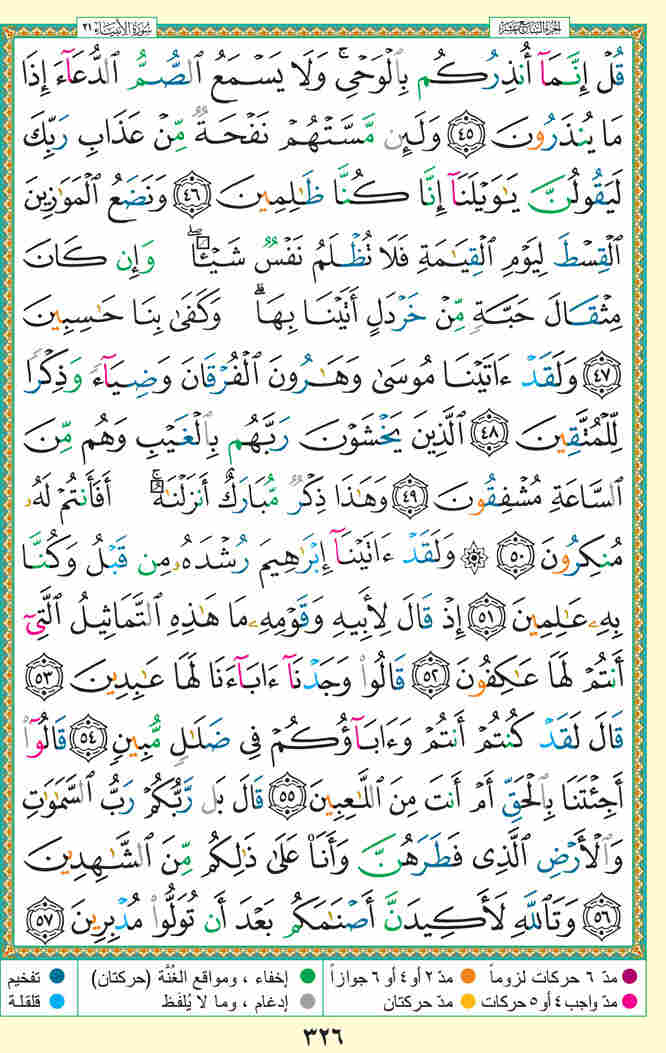 الجزء السابع عشر
سورة الأنبياء ٢١
قُلْ إِنَّمَآ أُنذِرُكُم بِٱلْوَحْىِ ۚ وَلَا يَسْمَعُ ٱلصُّمُّ ٱلدُّعَآءَ إِذَا
مَا يُنذَرُونَ ٤٥ وَلَئِن مَّسَّتْهُمْ نَفْحَةٌ مِّنْ عَذَابِ رَبِّكَ
لَيَقُولُنَّ يَٰوَيْلَنَآ إِنَّا كُنَّا ظَٰلِمِينَ ٤٦ وَنَضَعُ ٱلْمَوَٰزِينَ
ٱلْقِسْطَ لِيَوْمِ ٱلْقِيَٰمَةِ فَلَا تُظْلَمُ نَفْسٌ شَيْـًٔا ۖ وَإِن كَانَ
مِثْقَالَ حَبَّةٍ مِّنْ خَرْدَلٍ أَتَيْنَا بِهَا ۗ وَكَفَىٰ بِنَا حَٰسِبِينَ
٤٧ وَلَقَدْ ءَاتَيْنَا مُوسَىٰ وَهَٰرُونَ ٱلْفُرْقَانَ وَضِيَآءً وَذِكْرًا
لِّلْمُتَّقِينَ ٤٨ ٱلَّذِينَ يَخْشَوْنَ رَبَّهُم بِٱلْغَيْبِ وَهُم مِّنَ
ٱلسَّاعَةِ مُشْفِقُونَ ٤٩ وَهَٰذَا ذِكْرٌ مُّبَارَكٌ أَنزَلْنَٰهُ ۚ أَفَأَنتُمْ لَهُۥ
مُنكِرُونَ ٥٠ ۞ وَلَقَدْ ءَاتَيْنَآ إِبْرَٰهِيمَ رُشْدَهُۥ مِن قَبْلُ وَكُنَّا
بِهِۦ عَٰلِمِينَ ٥١ إِذْ قَالَ لِأَبِيهِ وَقَوْمِهِۦ مَا هَٰذِهِ ٱلتَّمَاثِيلُ ٱلَّتِىٓ
أَنتُمْ لَهَا عَٰكِفُونَ ٥٢ قَالُوا۟ وَجَدْنَآ ءَابَآءَنَا لَهَا عَٰبِدِينَ ٥٣
قَالَ لَقَدْ كُنتُمْ أَنتُمْ وَءَابَآؤُكُمْ فِى ضَلَٰلٍ مُّبِينٍ ٥٤ قَالُوٓا۟
أَجِئْتَنَا بِٱلْحَقِّ أَمْ أَنتَ مِنَ ٱللَّٰعِبِينَ ٥٥ قَالَ بَل رَّبُّكُمْ رَبُّ ٱلسَّمَٰوَٰتِ
وَٱلْأَرْضِ ٱلَّذِى فَطَرَهُنَّ وَأَنَا۠ عَلَىٰ ذَٰلِكُم مِّنَ ٱلشَّٰهِدِينَ
٥٦ وَتَٱللَّهِ لَأَكِيدَنَّ أَصْنَٰمَكُم بَعْدَ أَن تُوَلُّوا۟ مُدْبِرِينَ ٥٧
مدّ ٦ حركات لزوماً مدّ ٢ أو ٤ أو ٦ جوازاً إخفاء ، ومواقع الغُنَّة (حركتان) تفخيم
مدّ واجب ٤ أو ٥ حركات مدّ حركتان إدغام ، وما لا يُلفَظ قلقلة
٣٢٦